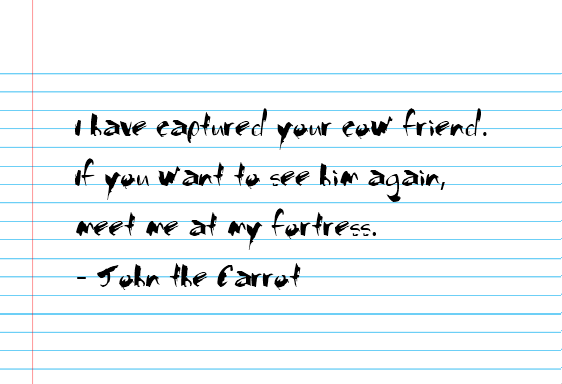 I have captured your cow friend.
If you want to see him again,
meet me at my fortress.
- John the Carrot